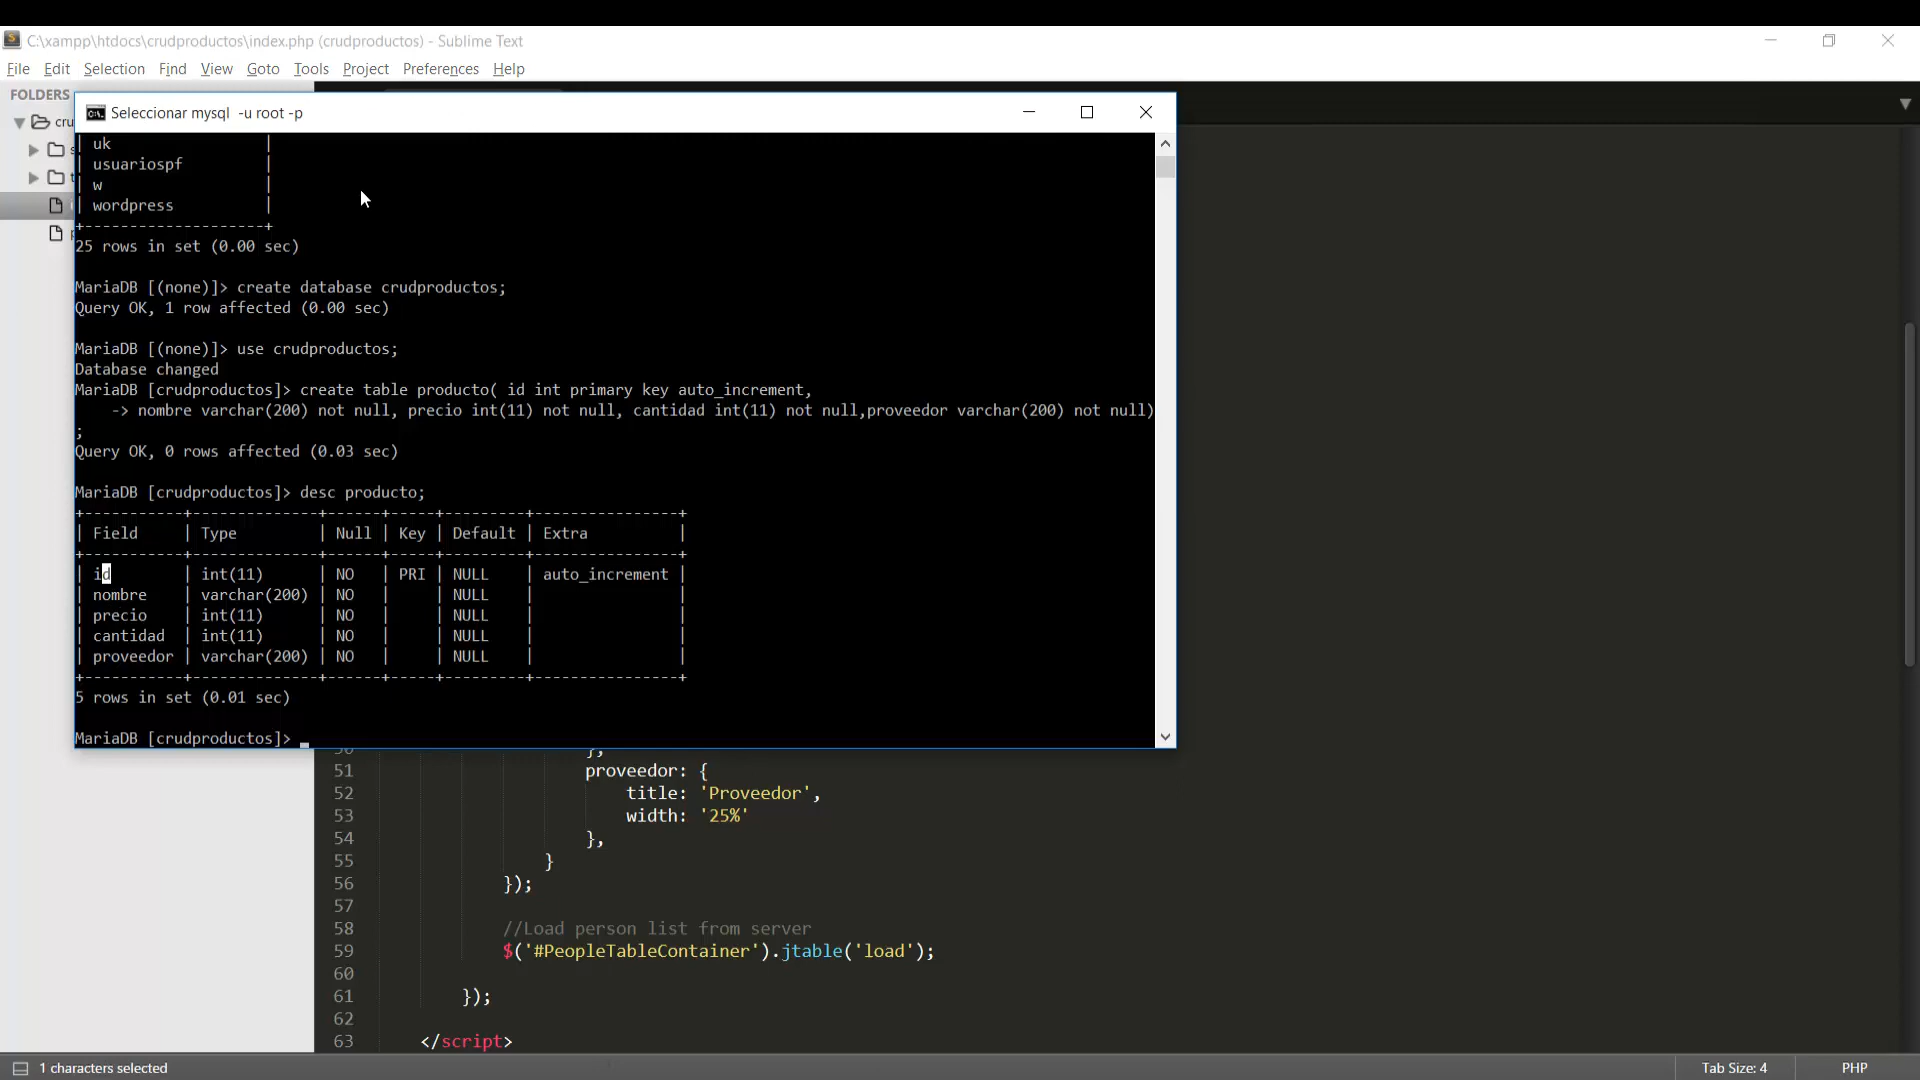 C:\xampp\htdocs\crudproductos\index.php (crudproductos) - Sublime Text
File Edit Selection Find View Goto Tools Project Preferences Help
FOLDERS
Seleccionar mysql -u root -p
| uk |
| usuariospf |
| w |
| wordpress |
+--------------------+
25 rows in set (0.00 sec)
MariaDB [(none)]> create database crudproductos;
Query OK, 1 row affected (0.00 sec)
MariaDB [(none)]> use crudproductos;
Database changed
MariaDB [crudproductos]> create table producto( id int primary key auto_increment,
-> nombre varchar(200) not null, precio int(11) not null, cantidad int(11) not null,proveedor varchar(200) not null)
;
Query OK, 0 rows affected (0.03 sec)
MariaDB [crudproductos]> desc producto;
+-----------+--------------+------+-----+---------+----------------+
| Field | Type | Null | Key | Default | Extra |
+-----------+--------------+------+-----+---------+----------------+
| id | int(11) | NO | PRI | NULL | auto_increment |
| nombre | varchar(200) | NO | | NULL | |
| precio | int(11) | NO | | NULL | |
| cantidad | int(11) | NO | | NULL | |
| proveedor | varchar(200) | NO | | NULL | |
+-----------+--------------+------+-----+---------+----------------+
5 rows in set (0.01 sec)
MariaDB [crudproductos]> _
51 proveedor: {
52 title: 'Proveedor',
53 width: '25%'
54 },
55 }
56 });
57
58 //Load person list from server
59 $('#PeopleTableContainer').jtable('load');
60
61 });
62
63 </script>
1 characters selected
Tab Size: 4
PHP